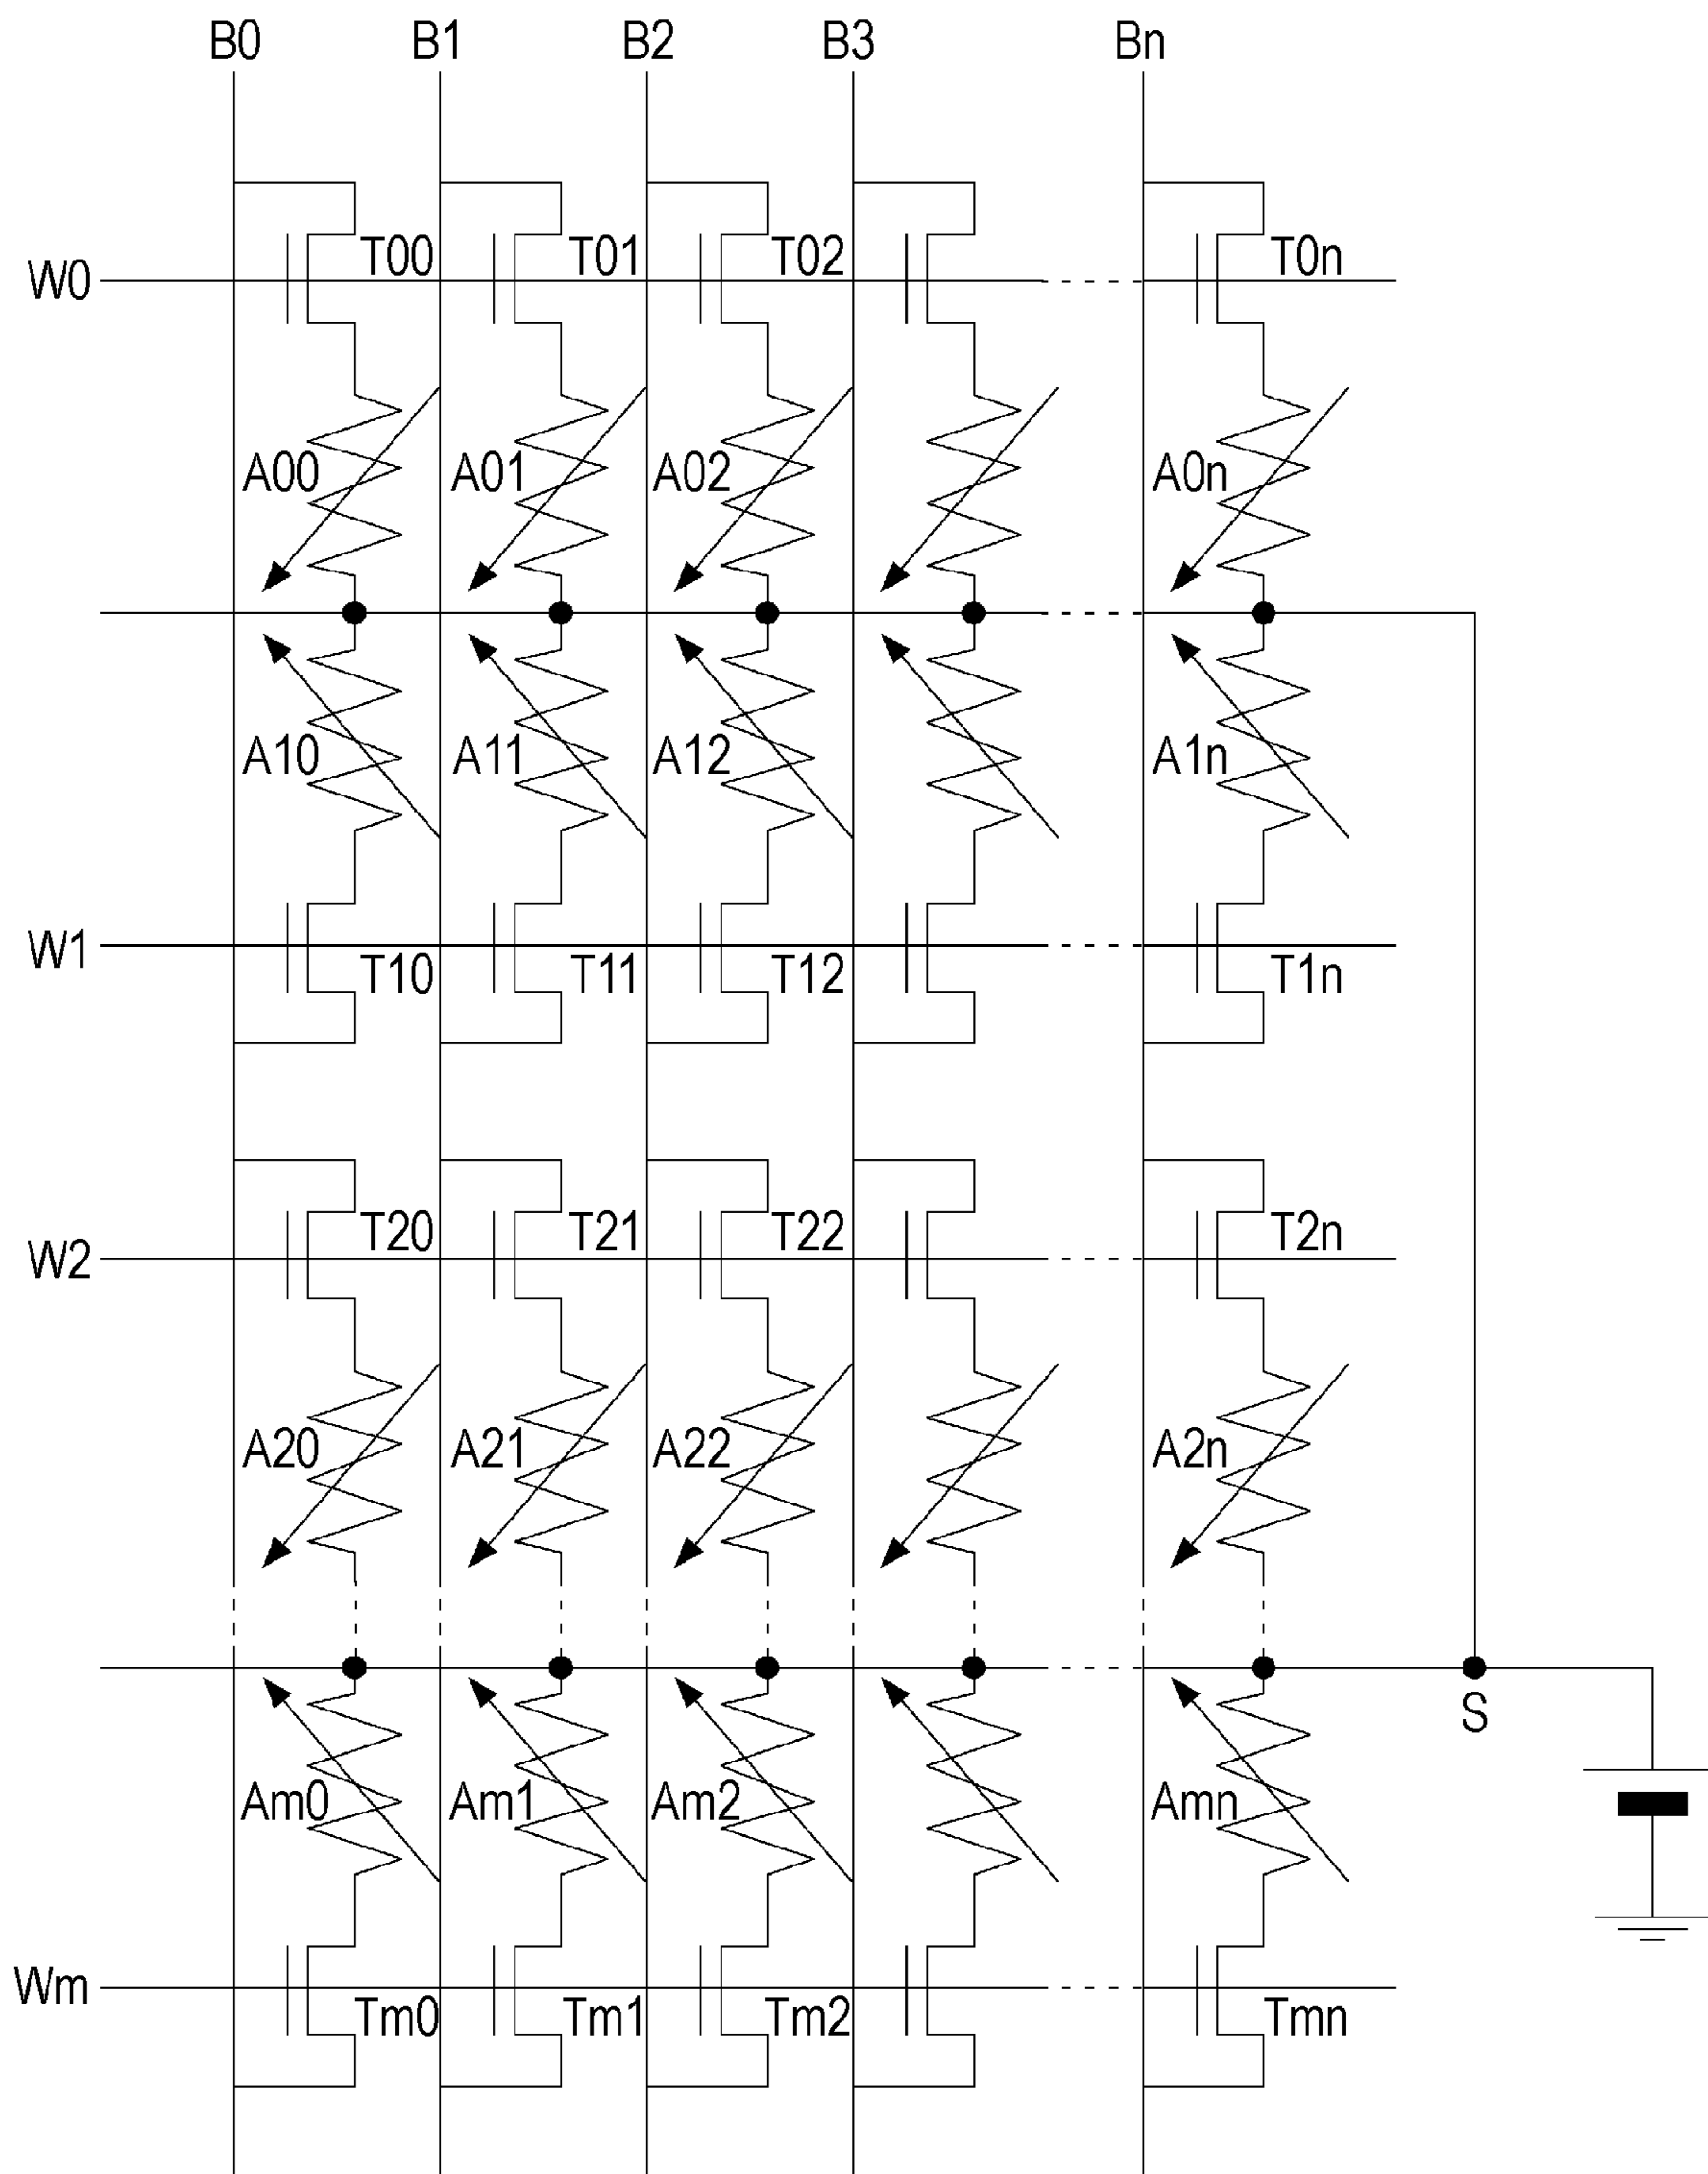 B0 B1 B2 B3 Bn
T00 T01 T02 T0n
W0
A00 A01 A02 A0n
A10 A11 A12 A1n
W1
T10 T11 T12 T1n
T20 T21 T22 T2n
W2
A20 A21 A22 A2n
S
Am0 Am1 Am2 Amn
Wm
Tm0 Tm1 Tm2 Tmn